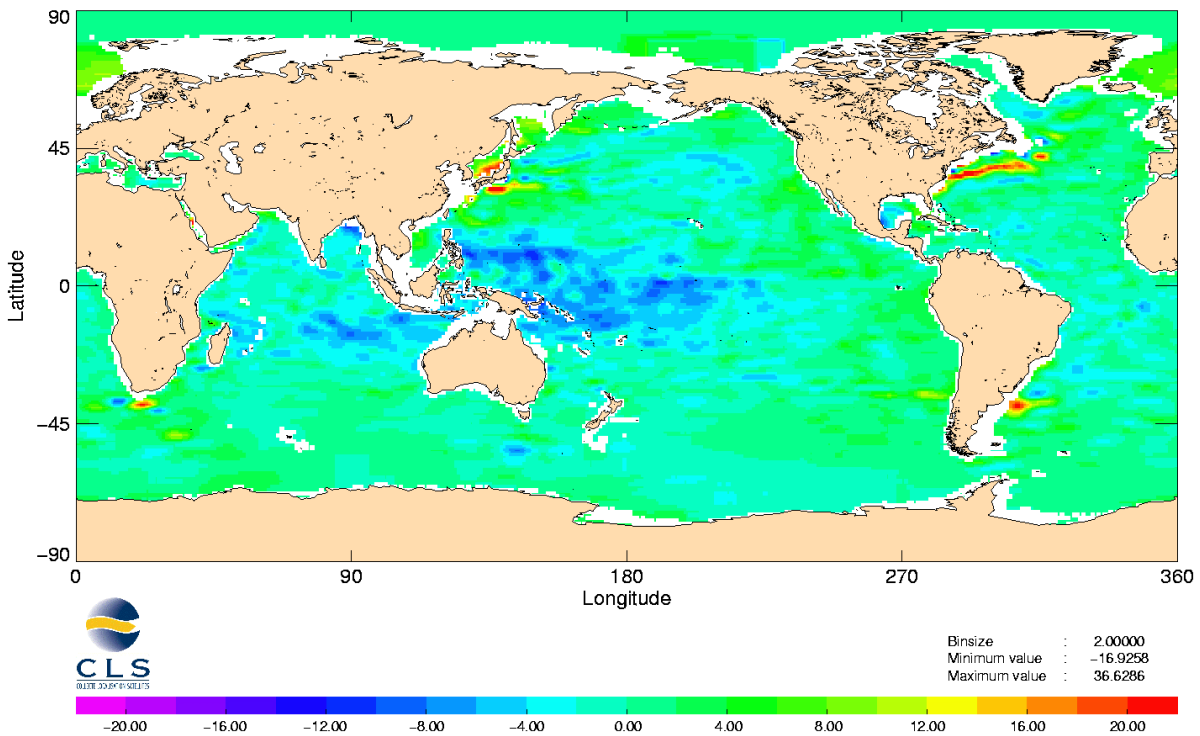 90
45
0
−45
−90
Latitude
0 90 180 270 360
Longitude
CLS
Binsize : 2.00000
Minimum value : −16.9258
Maximum value : 36.6286
−20.00 −16.00 −12.00 −8.00 −4.00 0.00 4.00 8.00 12.00 16.00 20.00